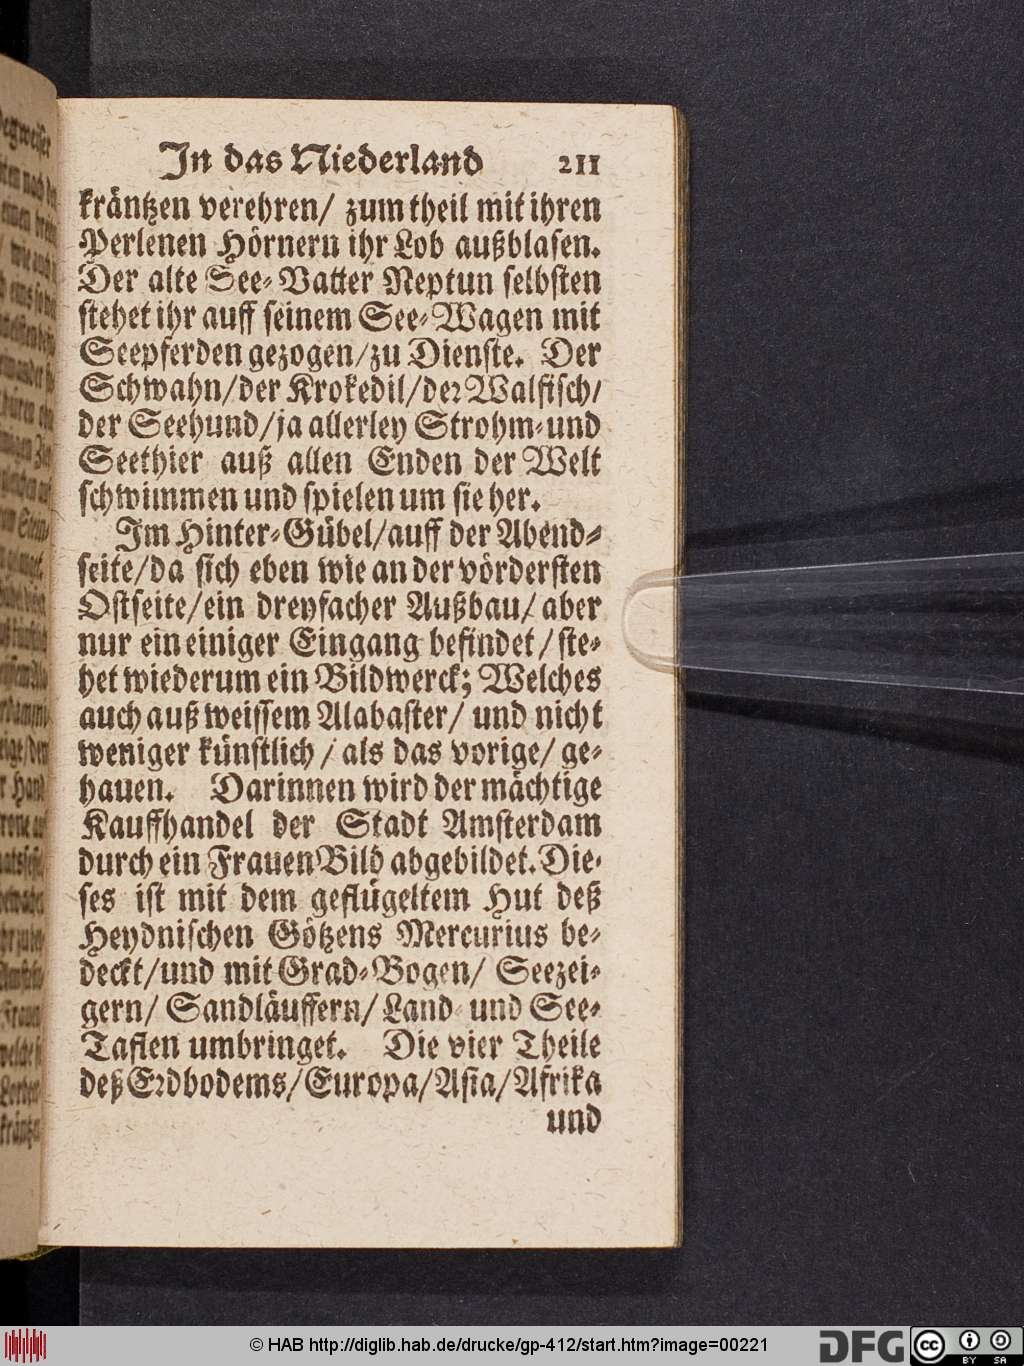 In das Niederland 211
kräntzen verehren/ zum theil mit ihren
Perlenen Hörnern ihr Lob außblasen.
Der alte See-Vatter Neptun selbsten
stehet ihr auff seinem See-Wagen mit
Seepferden gezogen/zu Dienste. Der
Schwahn/der Krokedil/der Walfisch/
der Seehund/ja allerley Strohm-und
Seethier auß allen Enden der Welt
schwimmen und spielen um sie her.
Im Hinter-Gübel/auff der Abend-
seite/da sich eben wie an der vördersten
Ostseite/ein dreyfacher Außbau/ aber
nur ein einiger Eingang befindet/ ste-
het wiederum ein Bildwerck; Welches
auch auß weissem Alabaster/ und nicht
weniger künstlich/ als das vorige/ ge-
hauen. Darinnen wird der mächtige
Kauffhandel der Stadt Amsterdam
durch ein FrauenBild abgebildet. Die-
ses ist mit dem geflügeltem Hut deß
Heydnischen Götzens Mercurius be-
deckt/und mit Grad-Bogen/ Seezei-
gern/ Sandläuffern/ Land- und See-
Taflen umbringet. Die vier Theile
deß Erdbodems/Europa/Asia/Afrika
und
© HAB http://diglib.hab.de/drucke/gp-412/start.htm?image=00221
DFG
cc
BY SA